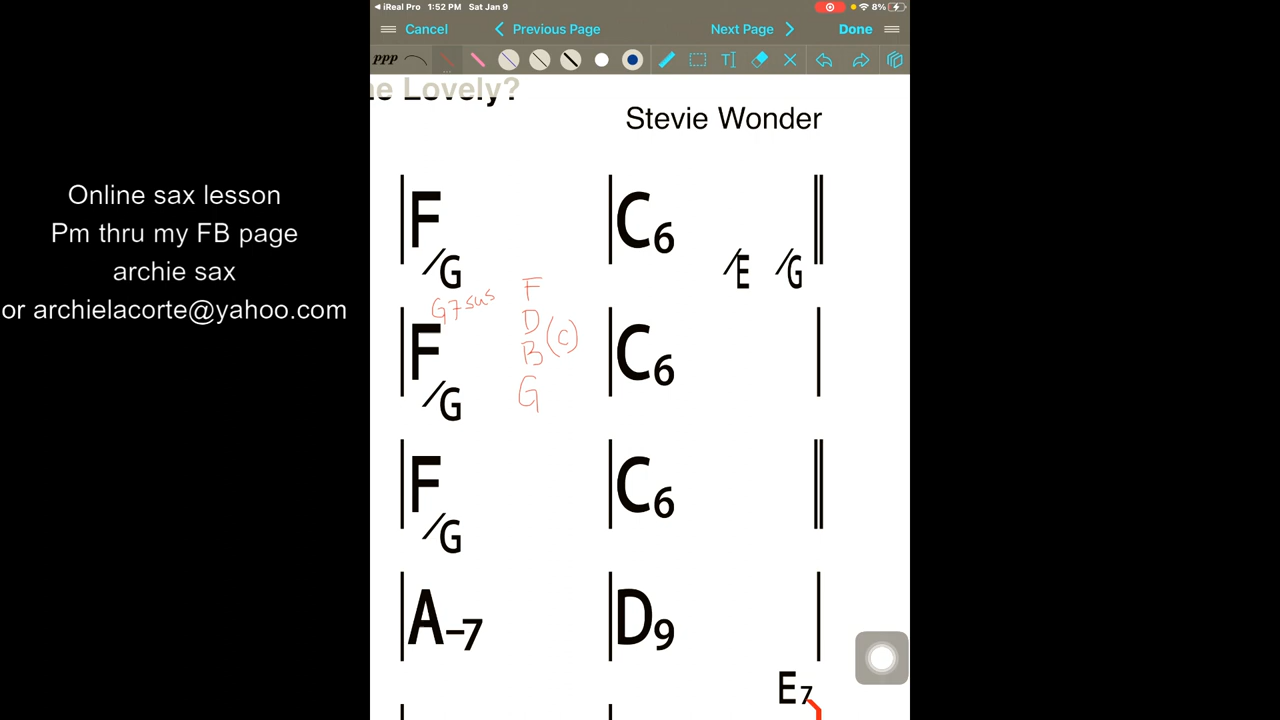 iReal Pro 1:52 PM Sat Jan 9 8%
Cancel Previous Page Next Page Done
ppp T
e Lovely?
Stevie Wonder
Online sax lesson
Pm thru my FB page
archie sax
or archielacorte@yahoo.com
F/G C6 /E /G
G7sus F
D
B (C)
G
F/G C6
F/G C6
A-7 D9
E7